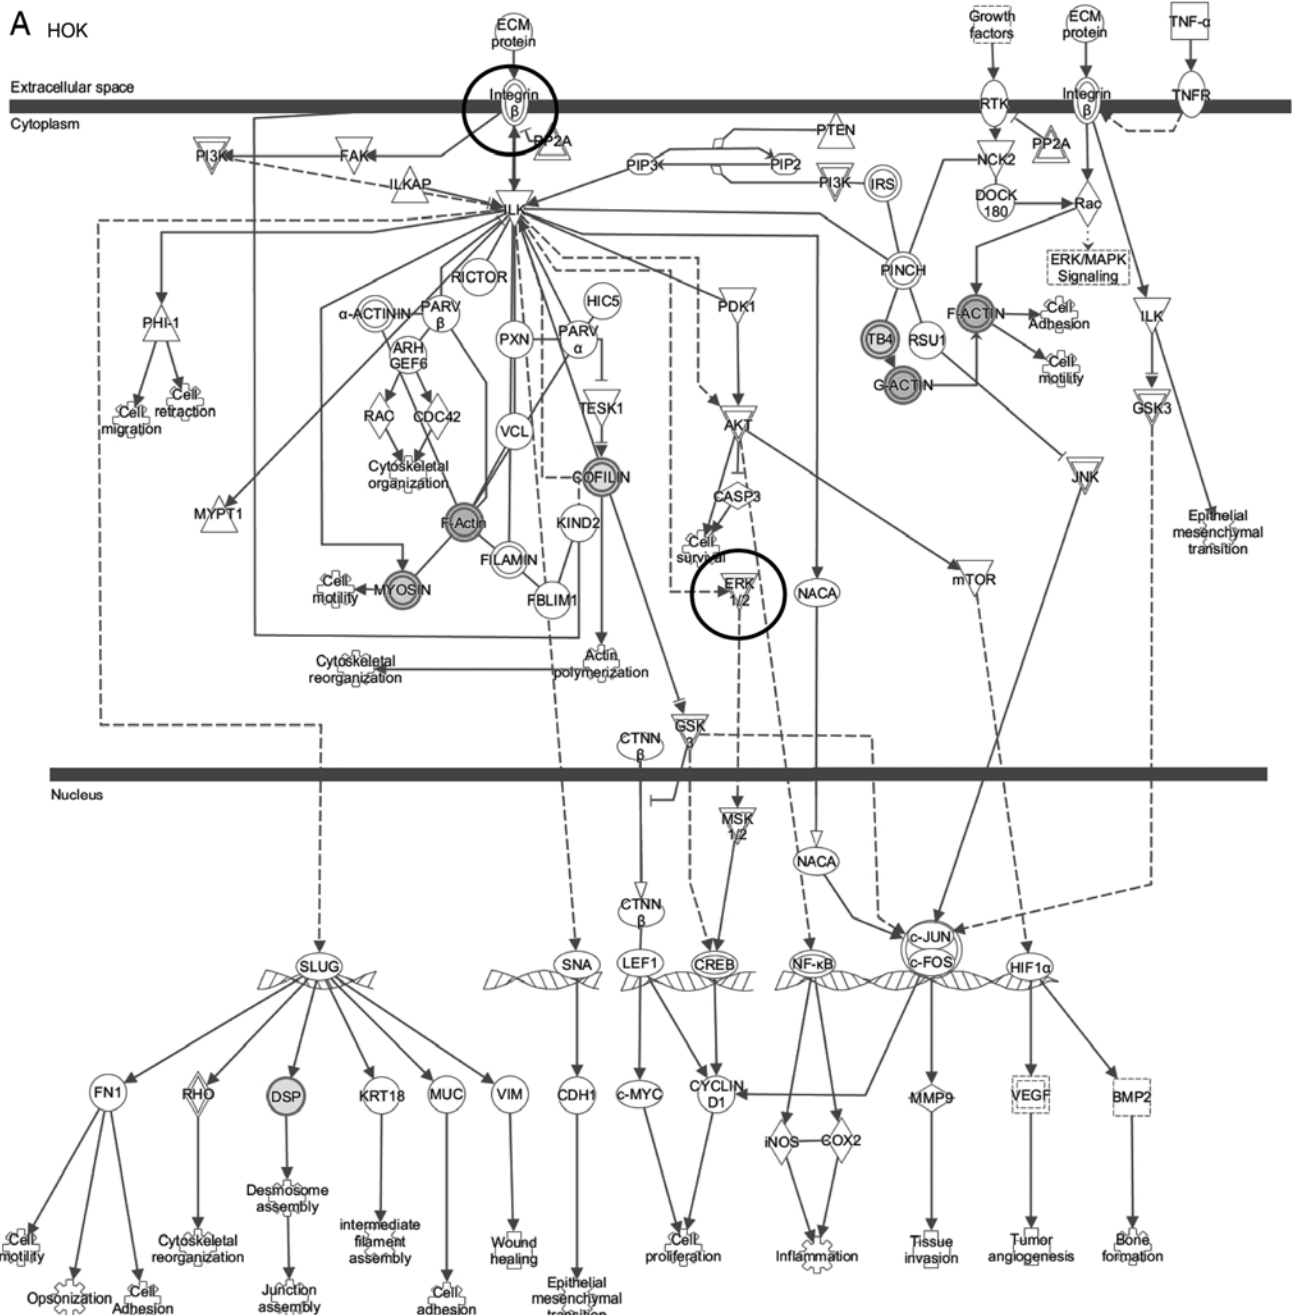 A HOK
ECM
protein
Growth
factors
ECM
protein
TNF-α
Extracellular space
Integrin
β
RTK
Integrin
β
TNFR
Cytoplasm
PI3K
FAK
PP2A
PTEN
NCK2
PP2A
ILKAP
PIP3
PIP2
PI3K
IRS
ILK
DOCK
180
Rac
RICTOR
PINCH
ERK/MAPK
Signaling
PHI-1
α-ACTININ
PARV
β
HIC5
PDK1
F-ACTIN
Cell
Adhesion
ILK
ARH
GEF6
PXN
PARV
α
TB4
RSU1
Cell
motility
G-ACTIN
Cell
migration
Cell
retraction
RAC
CDC42
TESK1
AKT
GSK3
VCL
Cytoskeletal
organization
COFILIN
CASP3
JNK
MYPT1
F-Actin
KIND2
Cell
survival
Epithelial
mesenchymal
transition
FILAMIN
Cell
motility
MYOSIN
FBLIM1
ERK
1/2
NACA
mTOR
Cytoskeletal
reorganization
Actin
polymerization
CTNN
β
GSK
3
Nucleus
MSK
1/2
NACA
CTNN
β
SLUG
SNA
LEF1
CREB
NF-κB
c-JUN
c-FOS
HIF1α
FN1
RHO
DSP
KRT18
MUC
VIM
CDH1
c-MYC
CYCLIN
D1
MMP9
VEGF
BMP2
iNOS
COX2
Desmosome
assembly
Cell
motility
Cytoskeletal
reorganization
intermediate
filament
assembly
Wound
healing
Cell
proliferation
Inflammation
Tissue
invasion
Tumor
angiogenesis
Bone
formation
Opsonization
Cell
Adhesion
Junction
assembly
Cell
adhesion
Epithelial
mesenchymal
transition